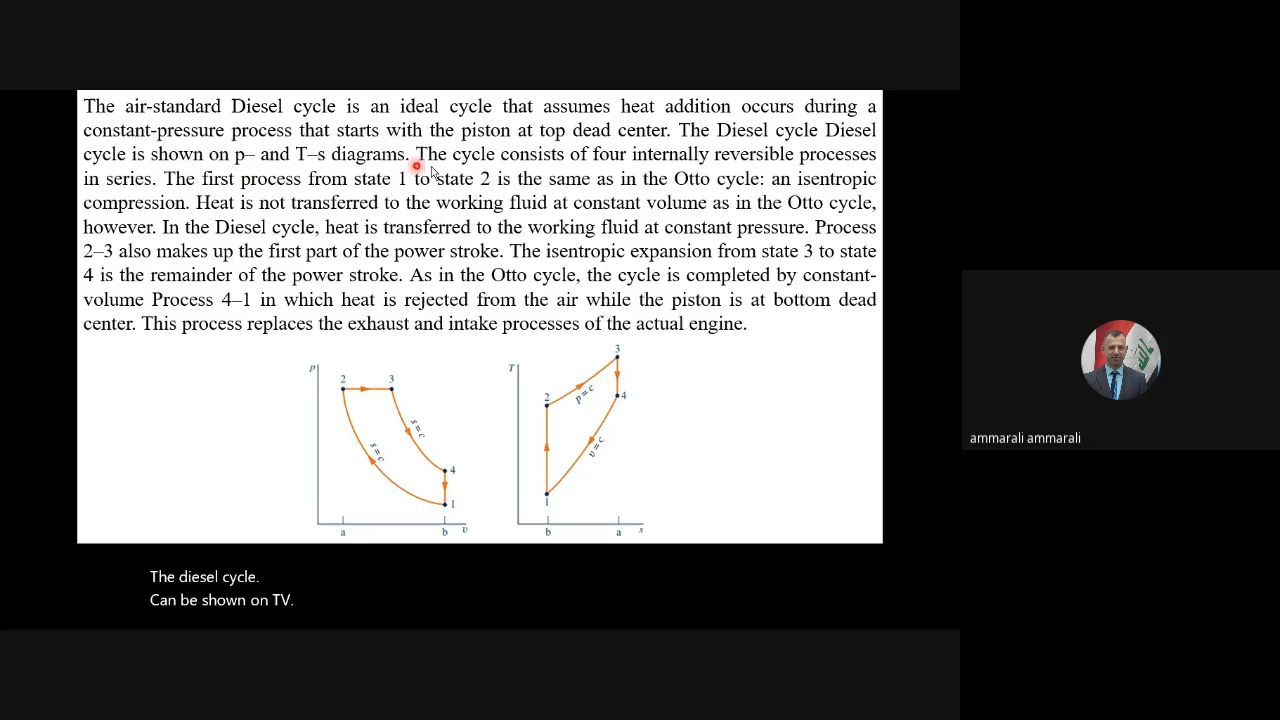 The air-standard Diesel cycle is an ideal cycle that assumes heat addition occurs during a
constant-pressure process that starts with the piston at top dead center. The Diesel cycle Diesel
cycle is shown on p– and T–s diagrams. The cycle consists of four internally reversible processes
in series. The first process from state 1 to state 2 is the same as in the Otto cycle: an isentropic
compression. Heat is not transferred to the working fluid at constant volume as in the Otto cycle,
however. In the Diesel cycle, heat is transferred to the working fluid at constant pressure. Process
2–3 also makes up the first part of the power stroke. The isentropic expansion from state 3 to state
4 is the remainder of the power stroke. As in the Otto cycle, the cycle is completed by constant-
volume Process 4–1 in which heat is rejected from the air while the piston is at bottom dead
center. This process replaces the exhaust and intake processes of the actual engine.
p
2
3
s = c
s = c
4
1
a
b
v
T
3
2
p = c
4
v = c
1
b
a
s
ammarali ammarali
The diesel cycle.
Can be shown on TV.